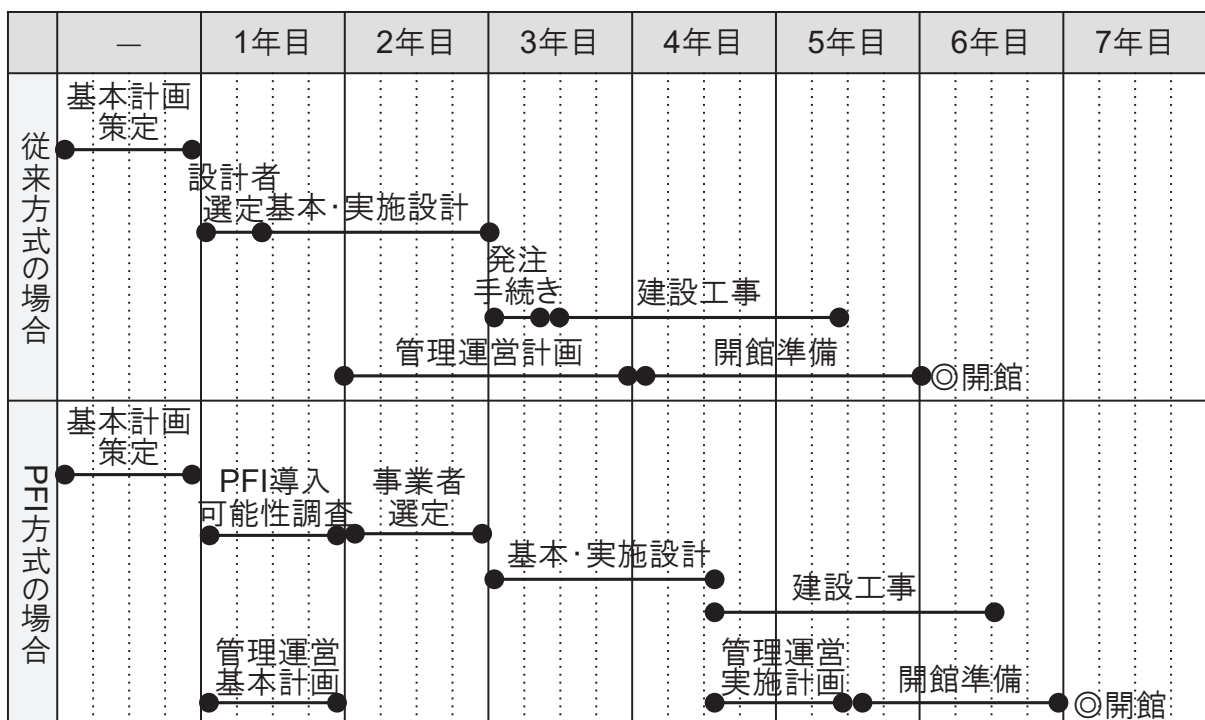 — 1年目 2年目 3年目 4年目 5年目 6年目 7年目
従来方式の場合
基本計画
策定
設計者
選定
基本・実施設計
発注
手続き
建設工事
管理運営計画
開館準備
◎開館
PFI方式の場合
基本計画
策定
PFI導入
可能性調査
事業者
選定
基本・実施設計
建設工事
管理運営
基本計画
管理運営
実施計画
開館準備
◎開館